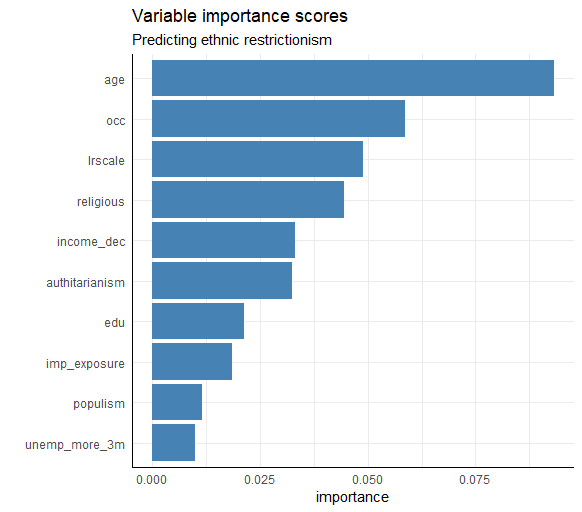 Variable importance scores
Predicting ethnic restrictionism
age
occ
lrscale
religious
income_dec
authitarianism
edu
imp_exposure
populism
unemp_more_3m
0.000 0.025 0.050 0.075
importance